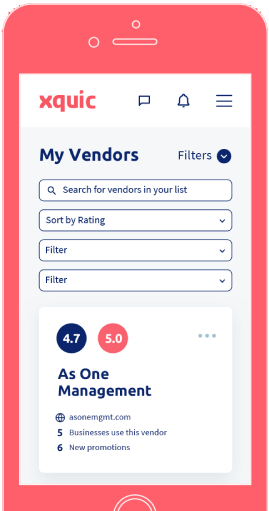 xquic
My Vendors
Filters
Search for vendors in your list
Sort by Rating
Filter
Filter
4.7 5.0
As One
Management
asonemgmt.com
5 Businesses use this vendor
6 New promotions